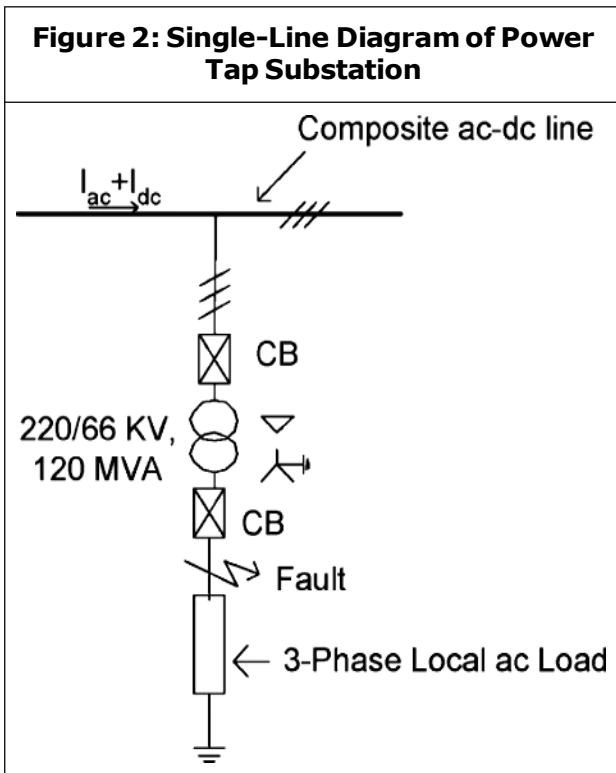 Figure 2: Single-Line Diagram of Power
Tap Substation
Composite ac-dc line
Iac+Idc
CB
220/66 KV,
120 MVA
CB
Fault
3-Phase Local ac Load